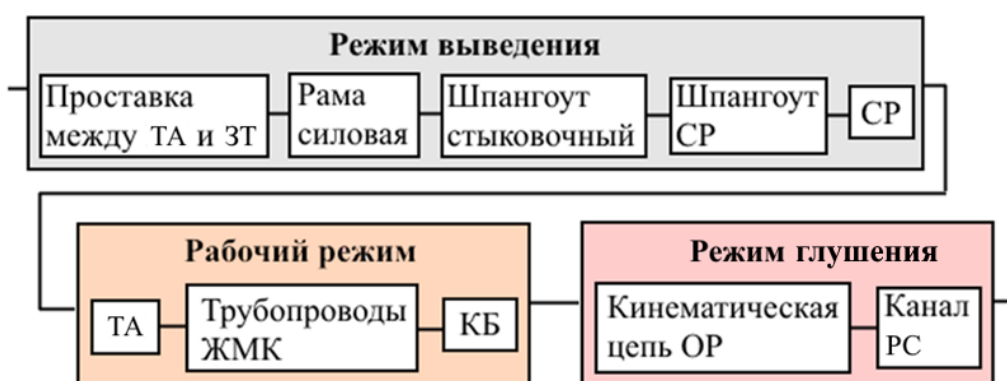 Режим выведения
Проставка
между ТА и ЗТ
Рама
силовая
Шпангоут
стыковочный
Шпангоут
СР
СР
Рабочий режим
ТА
Трубопроводы
ЖМК
КБ
Режим глушения
Кинематическая
цепь ОР
Канал
РС